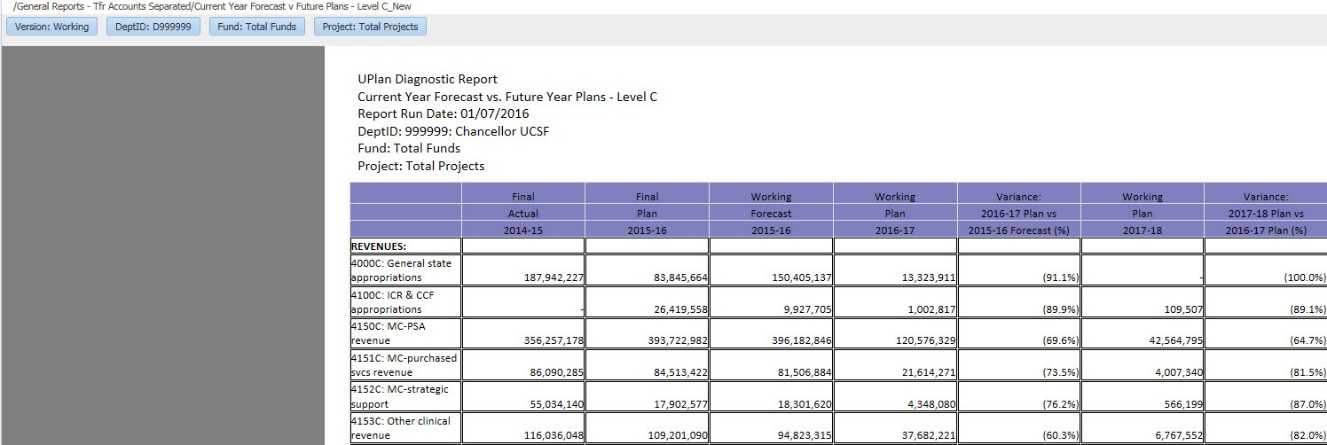 /General Reports - Tfr Accounts Separated/Current Year Forecast v Future Plans - Level C_New
Version: Working DeptID: D999999 Fund: Total Funds Project: Total Projects
UPlan Diagnostic Report
Current Year Forecast vs. Future Year Plans - Level C
Report Run Date: 01/07/2016
DeptID: 999999: Chancellor UCSF
Fund: Total Funds
Project: Total Projects
Final Final Working Working Variance: Working Variance:
Actual Plan Forecast Plan 2016-17 Plan vs Plan 2017-18 Plan vs
2014-15 2015-16 2015-16 2016-17 2015-16 Forecast (%) 2017-18 2016-17 Plan (%)
REVENUES:
4000C: General state
appropriations 187,942,227 83,845,664 150,405,137 13,323,911 (91.1%) - (100.0%)
4100C: ICR & CCF
appropriations - 26,419,558 9,927,705 1,002,817 (89.9%) 109,507 (89.1%)
4150C: MC-PSA
revenue 356,257,178 393,722,982 396,182,846 120,576,329 (69.6%) 42,564,795 (64.7%)
4151C: MC-purchased
svcs revenue 86,090,285 84,513,422 81,506,884 21,614,271 (73.5%) 4,007,340 (81.5%)
4152C: MC-strategic
support 55,034,140 17,902,577 18,301,620 4,348,080 (76.2%) 566,199 (87.0%)
4153C: Other clinical
revenue 116,036,048 109,201,090 94,823,315 37,682,221 (60.3%) 6,767,552 (82.0%)